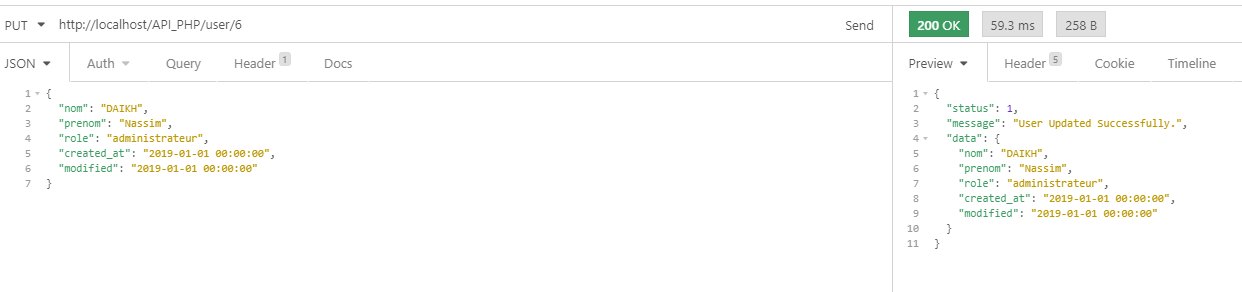 PUT http://localhost/API_PHP/user/6 Send
JSON Auth Query Header 1 Docs
1 {
2 "nom": "DAIKH",
3 "prenom": "Nassim",
4 "role": "administrateur",
5 "created_at": "2019-01-01 00:00:00",
6 "modified": "2019-01-01 00:00:00"
7 }
200 OK 59.3 ms 258 B
Preview Header 5 Cookie Timeline
1 {
2 "status": 1,
3 "message": "User Updated Successfully.",
4 "data": {
5 "nom": "DAIKH",
6 "prenom": "Nassim",
7 "role": "administrateur",
8 "created_at": "2019-01-01 00:00:00",
9 "modified": "2019-01-01 00:00:00"
10 }
11 }